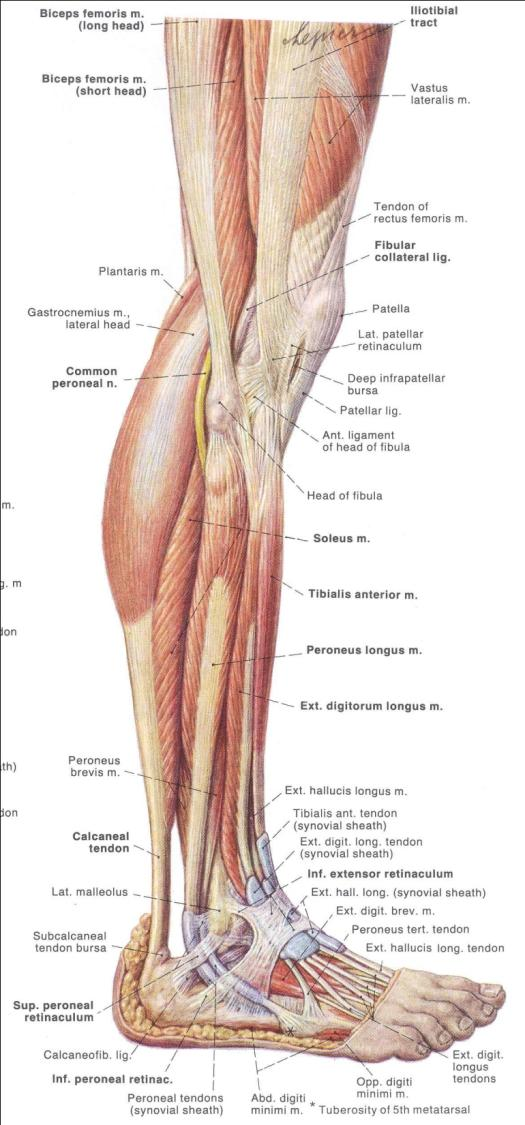 Biceps femoris m.
(long head)
Iliotibial
tract
Biceps femoris m.
(short head)
Vastus
lateralis m.
Tendon of
rectus femoris m.
Fibular
collateral lig.
Plantaris m.
Gastrocnemius m.,
lateral head
Patella
Lat. patellar
retinaculum
Common
peroneal n.
Deep infrapatellar
bursa
Patellar lig.
Ant. ligament
of head of fibula
Head of fibula
m.
Soleus m.
g. m
Tibialis anterior m.
don
Peroneus longus m.
Ext. digitorum longus m.
Peroneus
brevis m.
th)
Ext. hallucis longus m.
don
Tibialis ant. tendon
(synovial sheath)
Calcaneal
tendon
Ext. digit. long. tendon
(synovial sheath)
Inf. extensor retinaculum
Lat. malleolus
Ext. hall. long. (synovial sheath)
Ext. digit. brev. m.
Peroneus tert. tendon
Subcalcaneal
tendon bursa
Ext. hallucis long. tendon
Sup. peroneal
retinaculum
*
Calcaneofib. lig.
Ext. digit.
longus
tendons
Inf. peroneal retinac.
Opp. digiti
minimi m.
Peroneal tendons
(synovial sheath)
Abd. digiti
minimi m.
* Tuberosity of 5th metatarsal